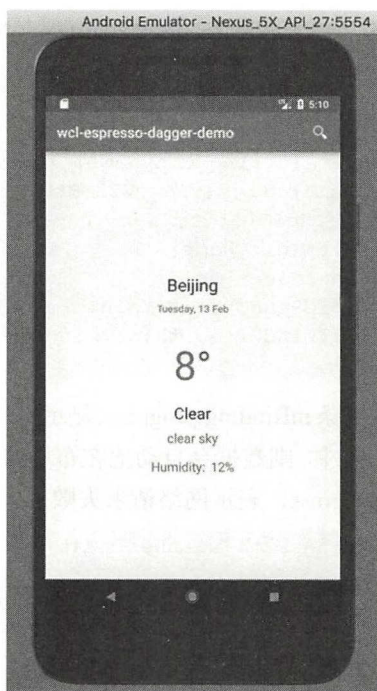 Android Emulator - Nexus_5X_API_27:5554
5:10
wcl-espresso-dagger-demo
Beijing
Tuesday, 13 Feb
8°
Clear
clear sky
Humidity: 12%